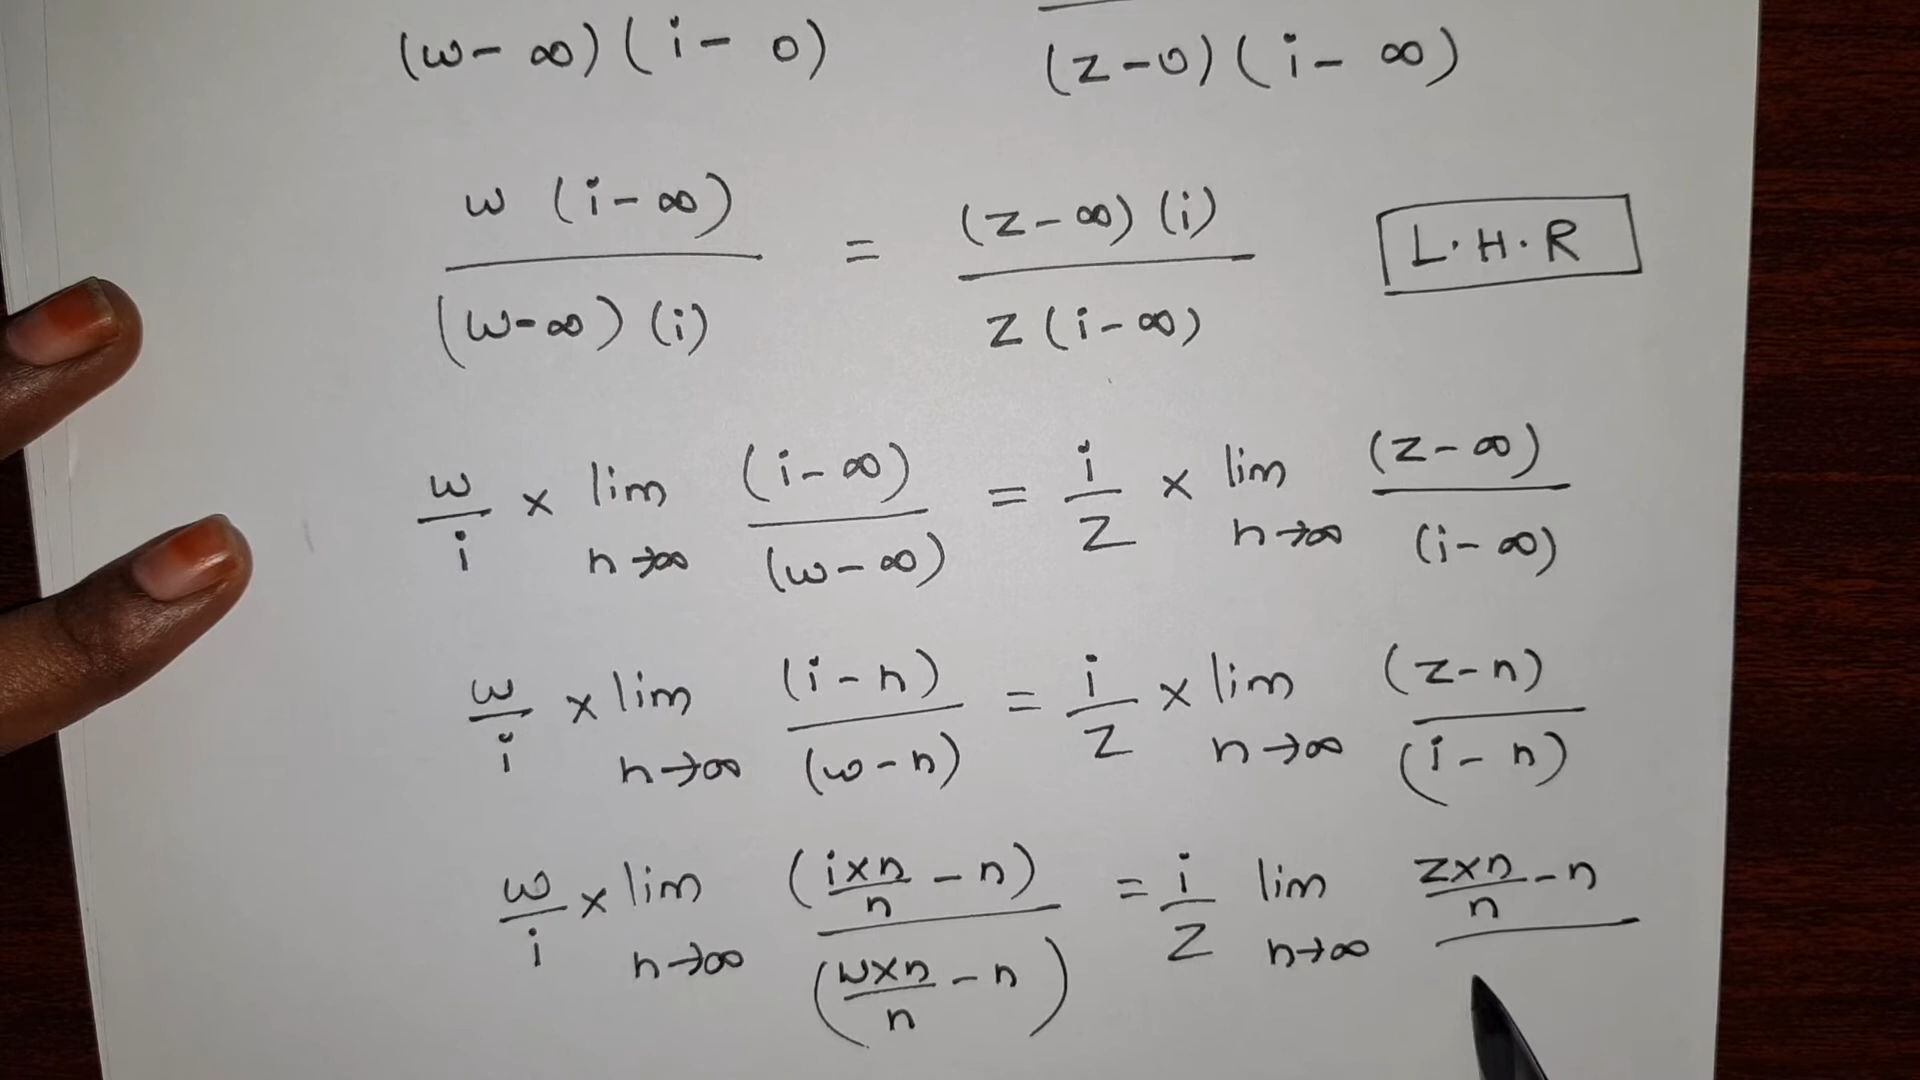 (w - ∞)(i - 0) (z - 0)(i - ∞)
w (i - ∞) / (w - ∞)(i) = (z - ∞)(i) / z(i - ∞) L.H.R
w/i × lim n→∞ (i - ∞)/(w - ∞) = i/z × lim n→∞ (z - ∞)/(i - ∞)
w/i × lim n→∞ (i - n)/(w - n) = i/z × lim n→∞ (z - n)/(i - n)
w/i × lim n→∞ (i×n/n - n)/(w×n/n - n) = i/z lim n→∞ z×n/n - n